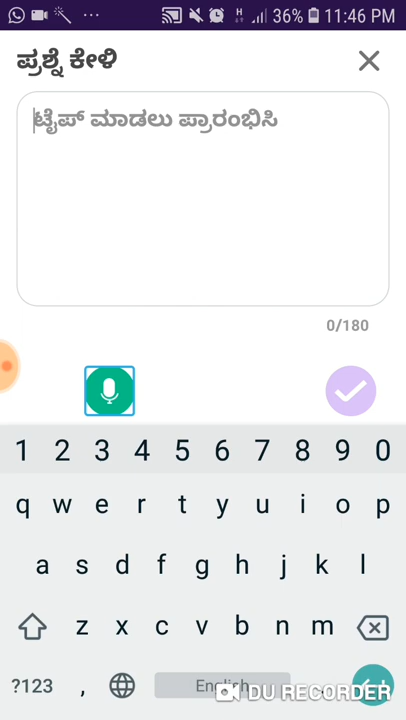 36% 11:46 PM
ಪ್ರಶ್ನೆ ಕೇಳಿ
ಟೈಪ್ ಮಾಡಲು ಪ್ರಾರಂಭಿಸಿ
0/180
1 2 3 4 5 6 7 8 9 0
q w e r t y u i o p
a s d f g h j k l
z x c v b n m
?123 , English
DU RECORDER